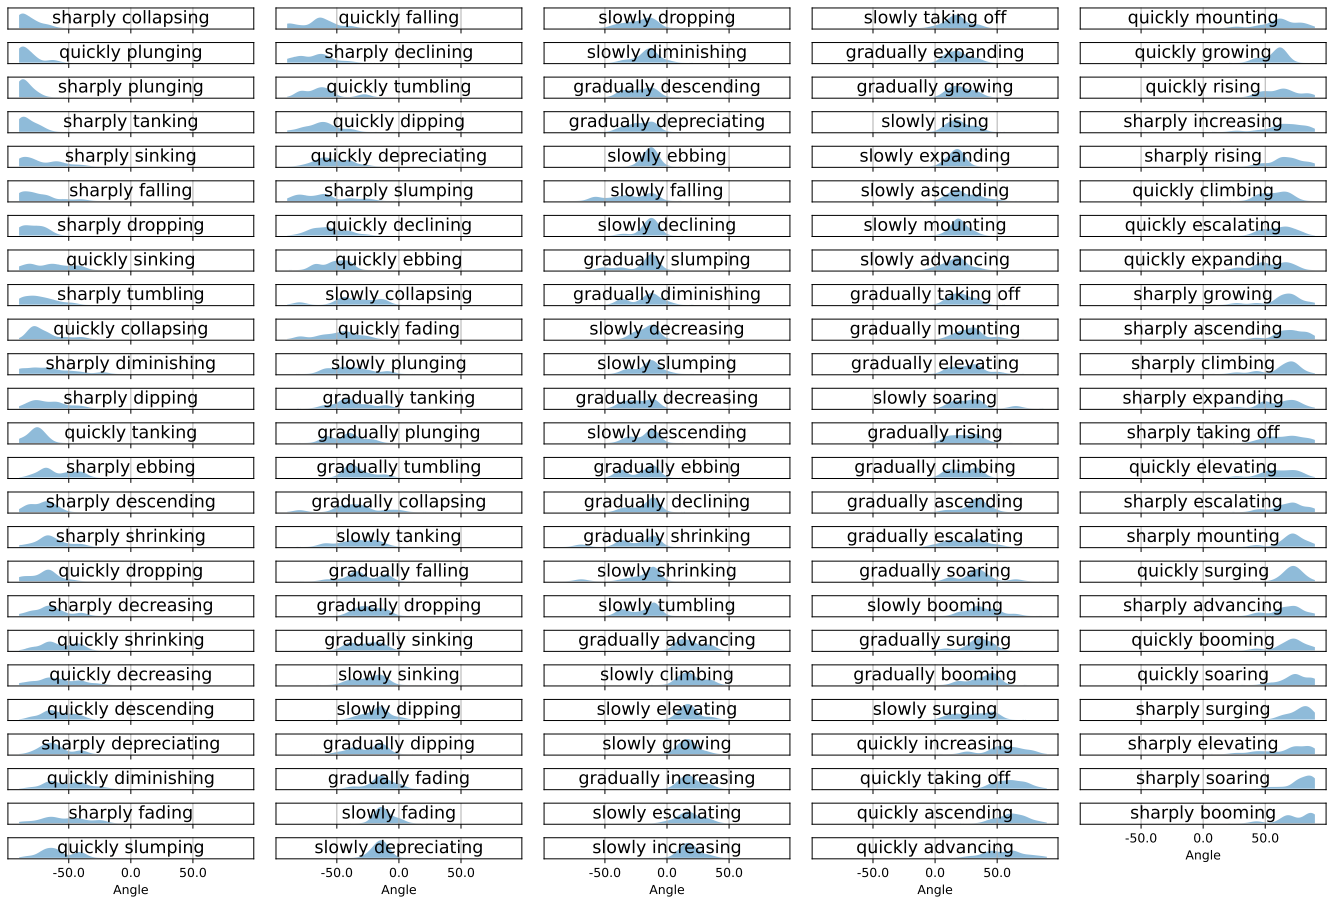 sharply collapsing
quickly plunging
sharply plunging
sharply tanking
sharply sinking
sharply falling
sharply dropping
quickly sinking
sharply tumbling
quickly collapsing
sharply diminishing
sharply dipping
quickly tanking
sharply ebbing
sharply descending
sharply shrinking
quickly dropping
sharply decreasing
quickly shrinking
quickly decreasing
quickly descending
sharply depreciating
quickly diminishing
sharply fading
quickly slumping
-50.0 0.0 50.0
Angle
quickly falling
sharply declining
quickly tumbling
quickly dipping
quickly depreciating
sharply slumping
quickly declining
quickly ebbing
slowly collapsing
quickly fading
slowly plunging
gradually tanking
gradually plunging
gradually tumbling
gradually collapsing
slowly tanking
gradually falling
gradually dropping
gradually sinking
slowly sinking
slowly dipping
gradually dipping
gradually fading
slowly fading
slowly depreciating
-50.0 0.0 50.0
Angle
slowly dropping
slowly diminishing
gradually descending
gradually depreciating
slowly ebbing
slowly falling
slowly declining
gradually slumping
gradually diminishing
slowly decreasing
slowly slumping
gradually decreasing
slowly descending
gradually ebbing
gradually declining
gradually shrinking
slowly shrinking
slowly tumbling
gradually advancing
slowly climbing
slowly elevating
slowly growing
gradually increasing
slowly escalating
slowly increasing
-50.0 0.0 50.0
Angle
slowly taking off
gradually expanding
gradually growing
slowly rising
slowly expanding
slowly ascending
slowly mounting
slowly advancing
gradually taking off
gradually mounting
gradually elevating
slowly soaring
gradually rising
gradually climbing
gradually ascending
gradually escalating
gradually soaring
slowly booming
gradually surging
gradually booming
slowly surging
quickly increasing
quickly taking off
quickly ascending
quickly advancing
-50.0 0.0 50.0
Angle
quickly mounting
quickly growing
quickly rising
sharply increasing
sharply rising
quickly climbing
quickly escalating
quickly expanding
sharply growing
sharply ascending
sharply climbing
sharply expanding
sharply taking off
quickly elevating
sharply escalating
sharply mounting
quickly surging
sharply advancing
quickly booming
quickly soaring
sharply surging
sharply elevating
sharply soaring
sharply booming
-50.0 0.0 50.0
Angle